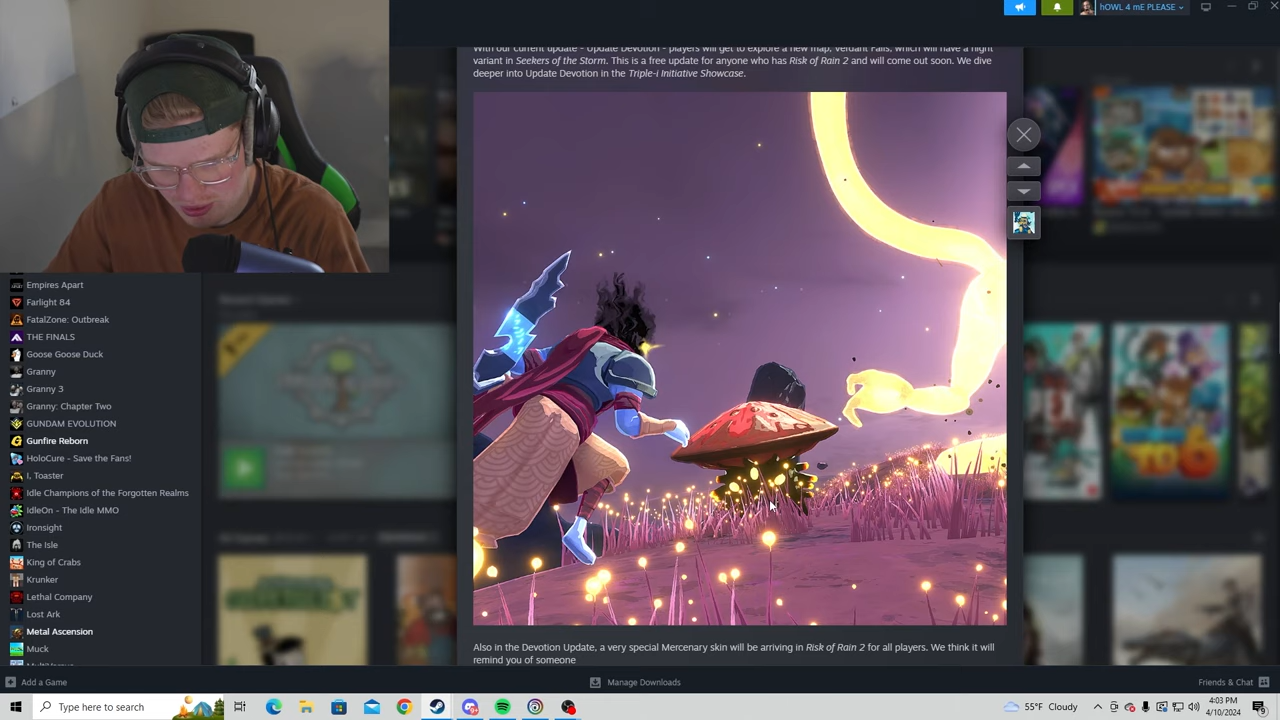 hOWL 4 mE PLEASE
With our current update - Update Devotion - players will get to explore a new map, Verdant Falls, which will have a night
variant in Seekers of the Storm. This is a free update for anyone who has Risk of Rain 2 and will come out soon. We dive
deeper into Update Devotion in the Triple-i Initiative Showcase.
Empires Apart
Farlight 84
FatalZone: Outbreak
THE FINALS
Goose Goose Duck
Granny
Granny 3
Granny: Chapter Two
GUNDAM EVOLUTION
Gunfire Reborn
HoloCure - Save the Fans!
I, Toaster
Idle Champions of the Forgotten Realms
IdleOn - The Idle MMO
Ironsight
The Isle
King of Crabs
Krunker
Lethal Company
Lost Ark
Metal Ascension
Muck
Also in the Devotion Update, a very special Mercenary skin will be arriving in Risk of Rain 2 for all players. We think it will
remind you of someone
Add a Game
Manage Downloads
Friends & Chat
Type here to search
55°F Cloudy
4:03 PM
4/10/2024